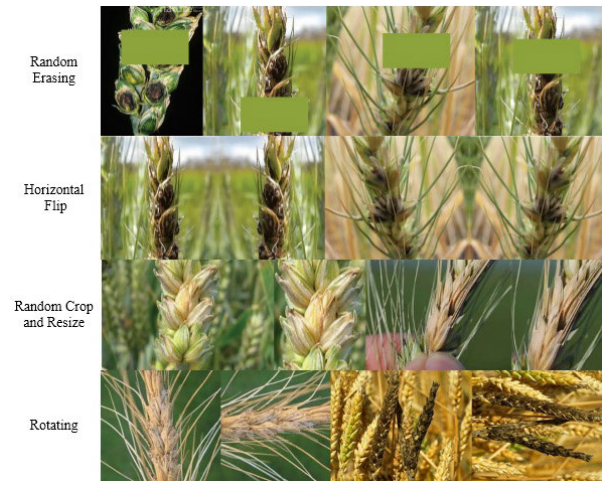 Random
Erasing
Horizontal
Flip
Random Crop
and Resize
Rotating